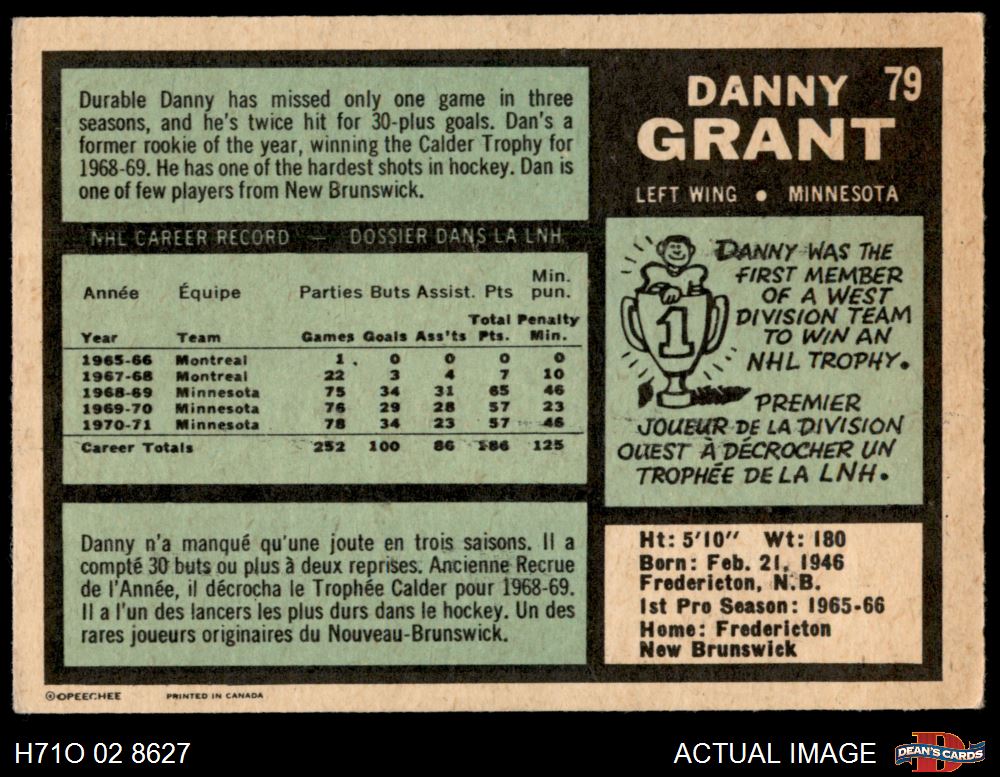 DANNY 79
GRANT
LEFT WING • MINNESOTA
Durable Danny has missed only one game in three
seasons, and he's twice hit for 30-plus goals. Dan's a
former rookie of the year, winning the Calder Trophy for
1968-69. He has one of the hardest shots in hockey. Dan is
one of few players from New Brunswick.
NHL CAREER RECORD — DOSSIER DANS LA LNH
Min.
Année Équipe Parties Buts Assist. Pts pun.
Total Penalty
Year Team Games Goals Ass'ts Pts. Min.
1965-66 Montreal 1 0 0 0 0
1967-68 Montreal 22 3 4 7 10
1968-69 Minnesota 75 34 31 65 46
1969-70 Minnesota 76 29 28 57 23
1970-71 Minnesota 78 34 23 57 46
Career Totals 252 100 86 186 125
Danny n'a manqué qu'une joute en trois saisons. Il a
compté 30 buts ou plus à deux reprises. Ancienne Recrue
de l'Année, il décrocha le Trophée Calder pour 1968-69.
Il a l'un des lancers les plus durs dans le hockey. Un des
rares joueurs originaires du Nouveau-Brunswick.
1
DANNY WAS THE
FIRST MEMBER
OF A WEST
DIVISION TEAM
TO WIN AN
NHL TROPHY.
PREMIER
JOUEUR DE LA DIVISION
OUEST À DÉCROCHER UN
TROPHÉE DE LA LNH.
Ht: 5'10" Wt: 180
Born: Feb. 21, 1946
Fredericton, N.B.
1st Pro Season: 1965-66
Home: Fredericton
New Brunswick
© OPEECHEE PRINTED IN CANADA
H71O 02 8627 ACTUAL IMAGE DEAN'S CARDS